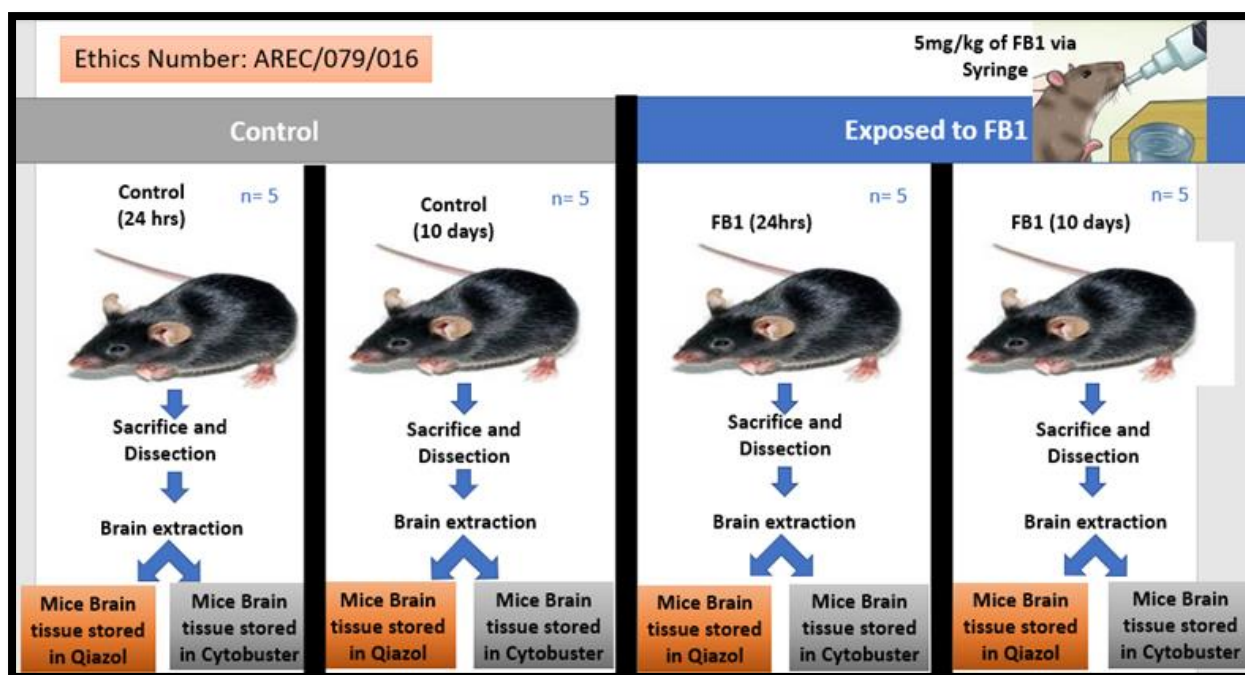 Ethics Number: AREC/079/016
5mg/kg of FB1 via
Syringe
Control
Exposed to FB1
Control
(24 hrs)
n= 5
Sacrifice and
Dissection
Brain extraction
Mice Brain
tissue stored
in Qiazol
Mice Brain
tissue stored
in Cytobuster
Control
(10 days)
n= 5
Sacrifice and
Dissection
Brain extraction
Mice Brain
tissue stored
in Qiazol
Mice Brain
tissue stored
in Cytobuster
FB1 (24hrs)
n= 5
Sacrifice and
Dissection
Brain extraction
Mice Brain
tissue stored
in Qiazol
Mice Brain
tissue stored
in Cytobuster
FB1 (10 days)
n= 5
Sacrifice and
Dissection
Brain extraction
Mice Brain
tissue stored
in Qiazol
Mice Brain
tissue stored
in Cytobuster